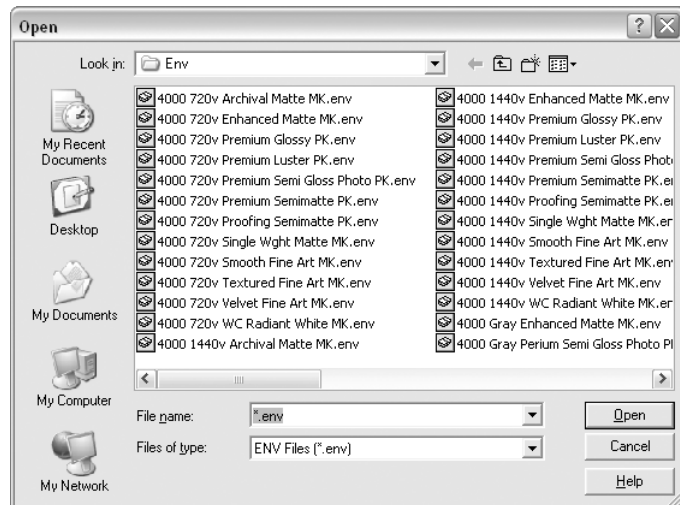 Open
Look in:
Env
My Recent
Documents
Desktop
My Documents
My Computer
My Network
4000 720v Archival Matte MK.env
4000 720v Enhanced Matte MK.env
4000 720v Premium Glossy PK.env
4000 720v Premium Luster PK.env
4000 720v Premium Semi Gloss Photo PK.env
4000 720v Premium Semimatte PK.env
4000 720v Proofing Semimatte PK.env
4000 720v Single Wght Matte MK.env
4000 720v Smooth Fine Art MK.env
4000 720v Textured Fine Art MK.env
4000 720v Velvet Fine Art MK.env
4000 720v WC Radiant White MK.env
4000 1440v Archival Matte MK.env
4000 1440v Enhanced Matte MK.env
4000 1440v Premium Glossy PK.env
4000 1440v Premium Luster PK.env
4000 1440v Premium Semi Gloss Phot
4000 1440v Premium Semimatte PK.e
4000 1440v Proofing Semimatte PK.e
4000 1440v Single Wght Matte MK.er
4000 1440v Smooth Fine Art MK.env
4000 1440v Textured Fine Art MK.en
4000 1440v Velvet Fine Art MK.env
4000 1440v WC Radiant White MK.er
4000 Gray Enhanced Matte MK.env
4000 Gray Perium Semi Gloss Photo P
File name:
*.env
Open
Files of type:
ENV Files (*.env)
Cancel
Help